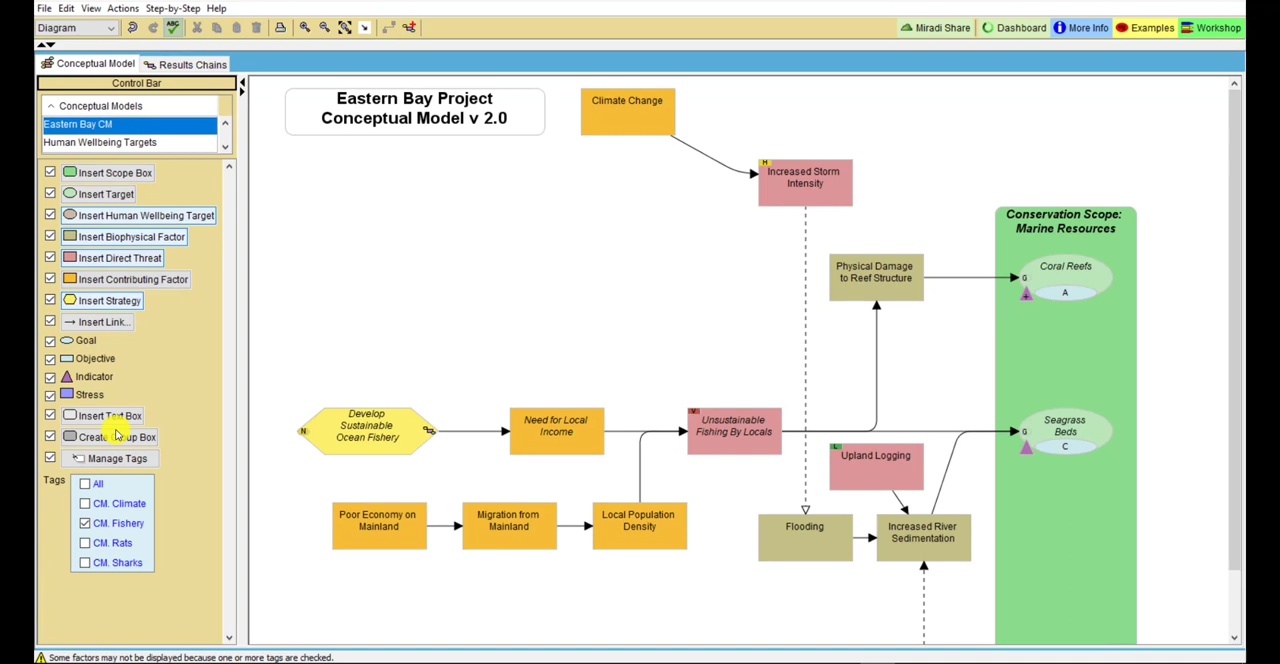 File Edit View Actions Step-by-Step Help
Diagram
ABC
Miradi Share Dashboard More Info Examples Workshop
Conceptual Model Results Chains
Control Bar
Conceptual Models
Eastern Bay CM
Human Wellbeing Targets
Insert Scope Box
Insert Target
Insert Human Wellbeing Target
Insert Biophysical Factor
Insert Direct Threat
Insert Contributing Factor
Insert Strategy
Insert Link...
Goal
Objective
Indicator
Stress
Insert Text Box
Create Group Box
Manage Tags
Tags
All
CM. Climate
CM. Fishery
CM. Rats
CM. Sharks
Eastern Bay Project
Conceptual Model v 2.0
Climate Change
H
Increased Storm
Intensity
Conservation Scope:
Marine Resources
Physical Damage
to Reef Structure
Coral Reefs
G
A
Develop
Sustainable
Ocean Fishery
N
Need for Local
Income
V
Unsustainable
Fishing By Locals
Seagrass
Beds
G
C
L
Upland Logging
Poor Economy on
Mainland
Migration from
Mainland
Local Population
Density
Flooding
Increased River
Sedimentation
Some factors may not be displayed because one or more tags are checked.